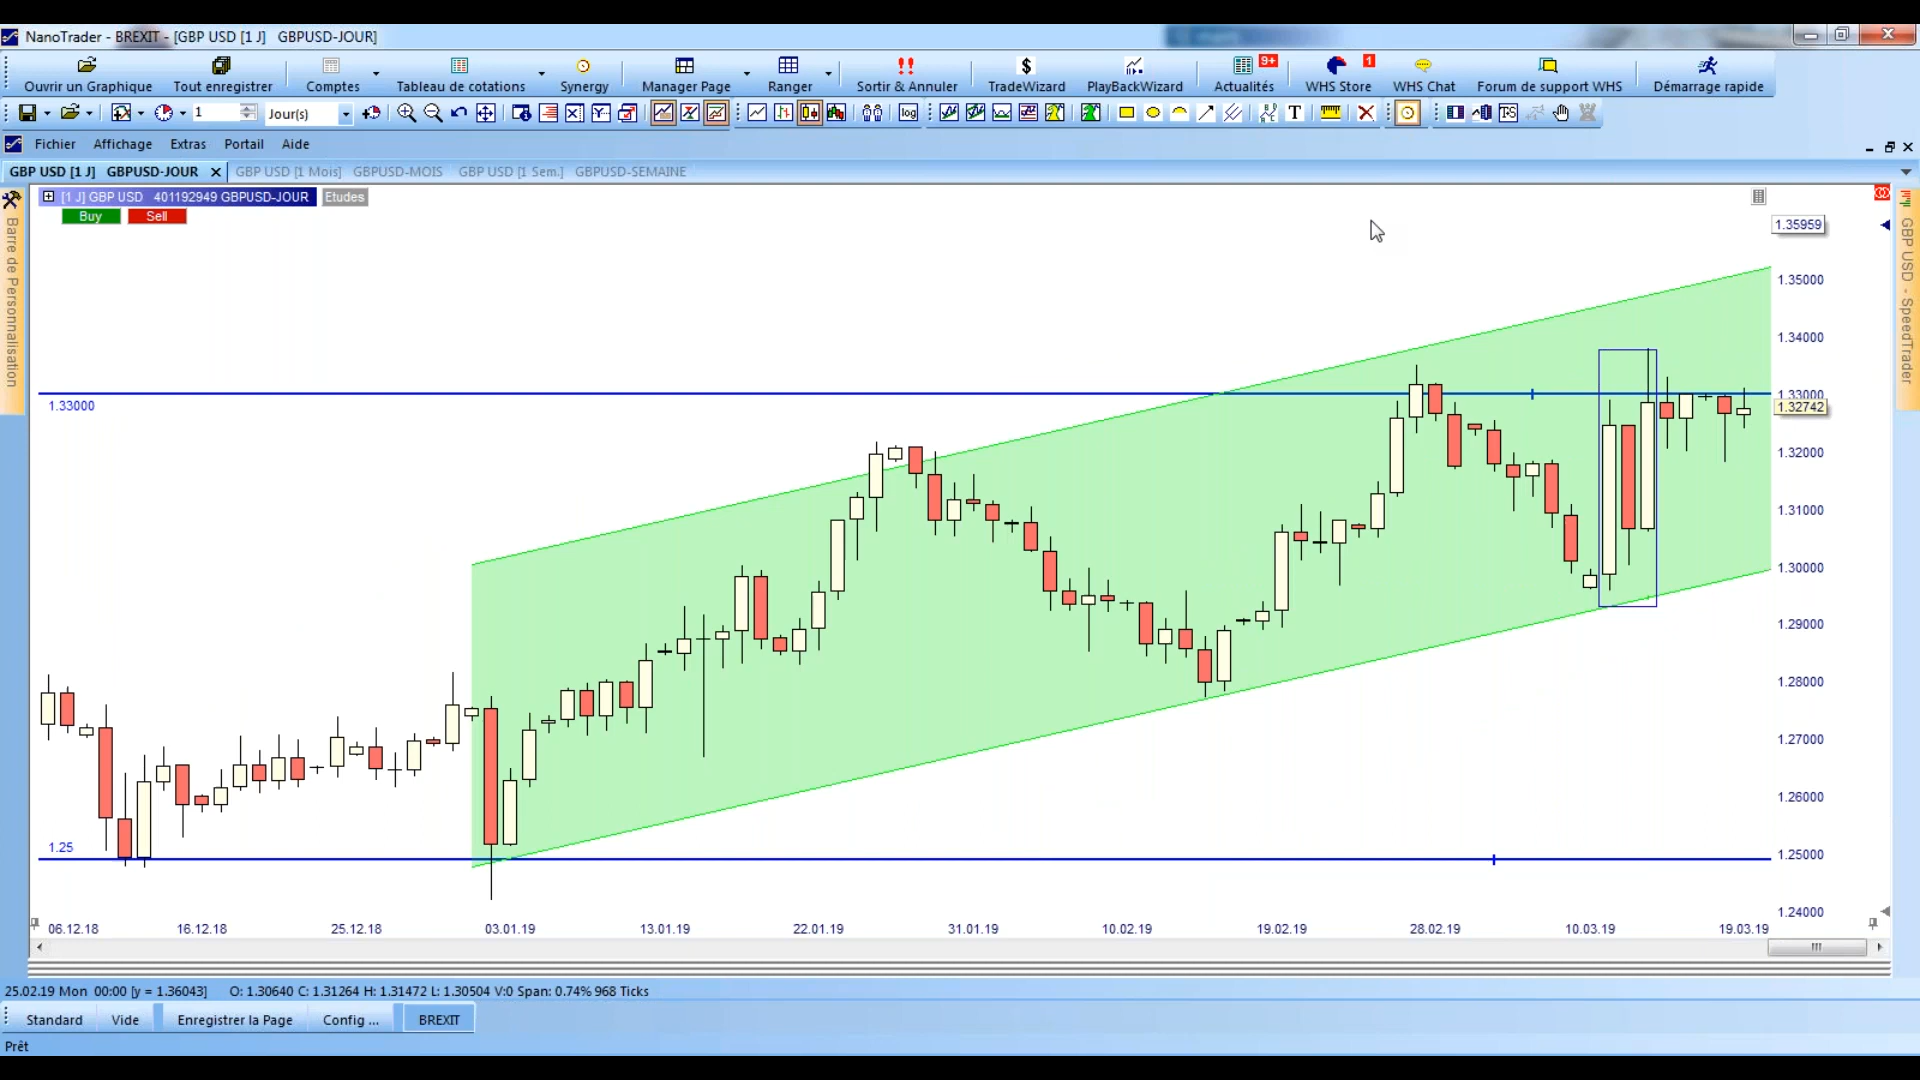 NanoTrader - BREXIT - [GBP USD [1 J]   GBPUSD-JOUR]
Ouvrir un Graphique Tout enregistrer Comptes Tableau de cotations Synergy Manager Page Ranger Sortir & Annuler TradeWizard PlayBackWizard 9+ Actualités 1 WHS Store WHS Chat Forum de support WHS Démarrage rapide
1 Jour(s) log T TS
Fichier Affichage Extras Portail Aide
GBP USD [1 J] GBPUSD-JOUR GBP USD [1 Mois] GBPUSD-MOIS GBP USD [1 Sem.] GBPUSD-SEMAINE
[1 J] GBP USD 401192949 GBPUSD-JOUR Etudes
Buy Sell
Barre de Personnalisation
GBP USD - SpeedTrader
1.35959
1.35000
1.34000
1.33000
1.33000
1.32742
1.32000
1.31000
1.30000
1.29000
1.28000
1.27000
1.26000
1.25
1.25000
1.24000
06.12.18 16.12.18 25.12.18 03.01.19 13.01.19 22.01.19 31.01.19 10.02.19 19.02.19 28.02.19 10.03.19 19.03.19
25.02.19 Mon 00:00 [y = 1.36043] O: 1.30640 C: 1.31264 H: 1.31472 L: 1.30504 V:0 Span: 0.74% 968 Ticks
Standard Vide Enregistrer la Page Config ... BREXIT
Prêt